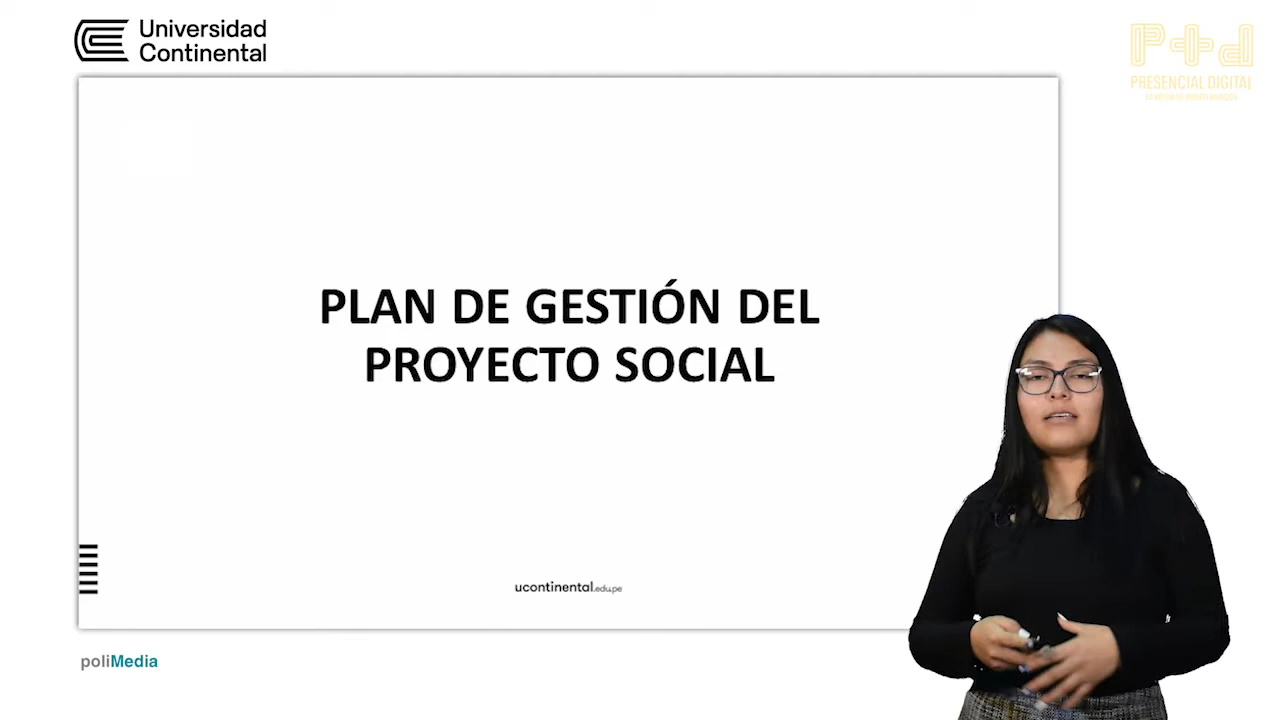 Universidad
Continental
P+d
PRESENCIAL DIGITAL
PLAN DE GESTIÓN DEL
PROYECTO SOCIAL
ucontinental.edu.pe
poliMedia